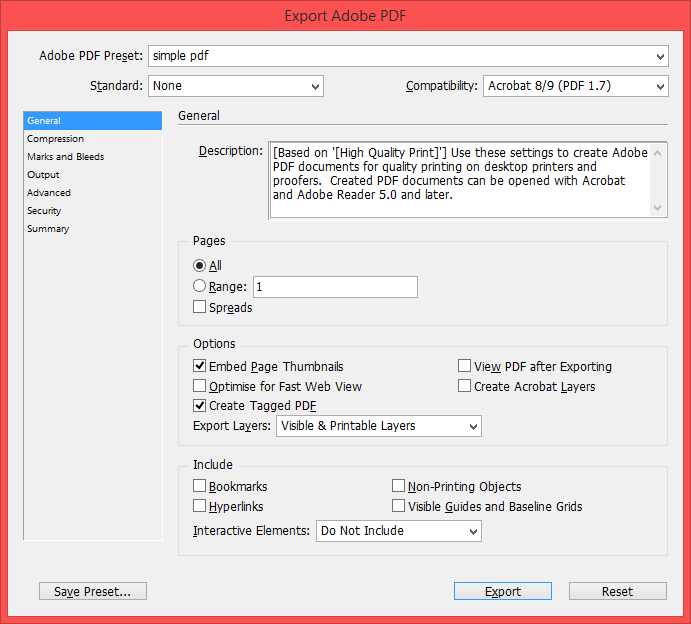 Export Adobe PDF
Adobe PDF Preset: simple pdf
Standard: None Compatibility: Acrobat 8/9 (PDF 1.7)
General
Compression
Marks and Bleeds
Output
Advanced
Security
Summary
General
Description: [Based on '[High Quality Print]'] Use these settings to create Adobe
PDF documents for quality printing on desktop printers and
proofers. Created PDF documents can be opened with Acrobat
and Adobe Reader 5.0 and later.
Pages
All
Range: 1
Spreads
Options
Embed Page Thumbnails View PDF after Exporting
Optimise for Fast Web View Create Acrobat Layers
Create Tagged PDF
Export Layers: Visible & Printable Layers
Include
Bookmarks Non-Printing Objects
Hyperlinks Visible Guides and Baseline Grids
Interactive Elements: Do Not Include
Save Preset... Export Reset